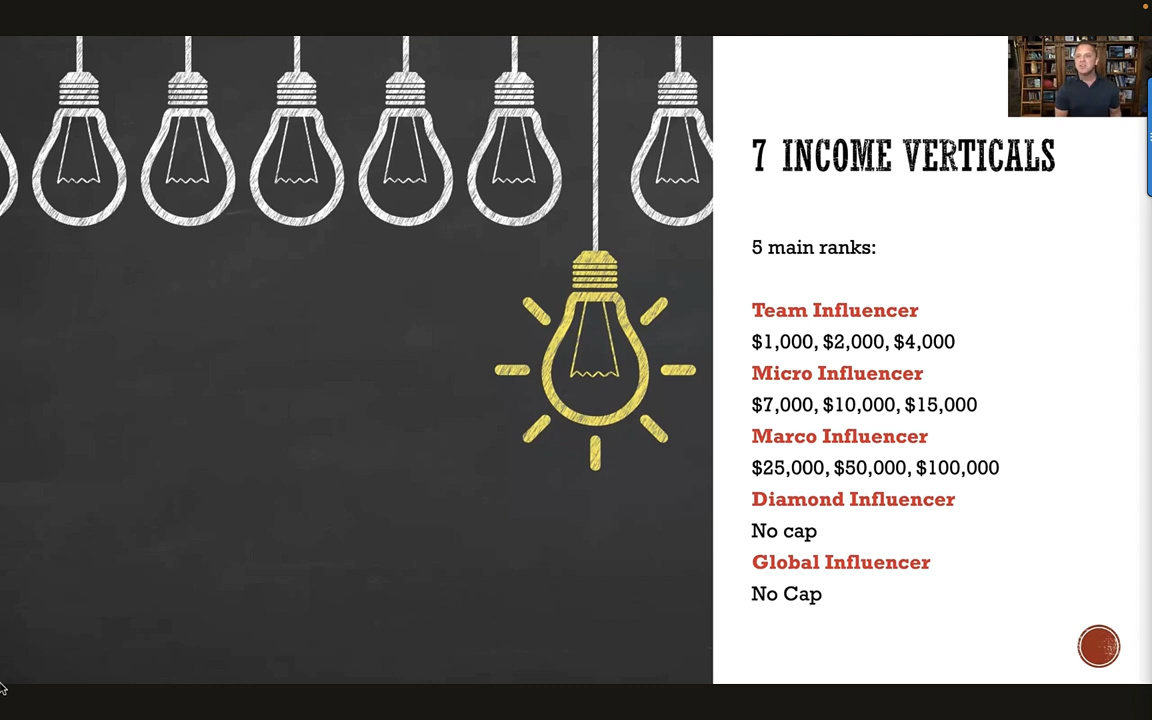 7 INCOME VERTICALS
5 main ranks:
Team Influencer
$1,000, $2,000, $4,000
Micro Influencer
$7,000, $10,000, $15,000
Marco Influencer
$25,000, $50,000, $100,000
Diamond Influencer
No cap
Global Influencer
No Cap